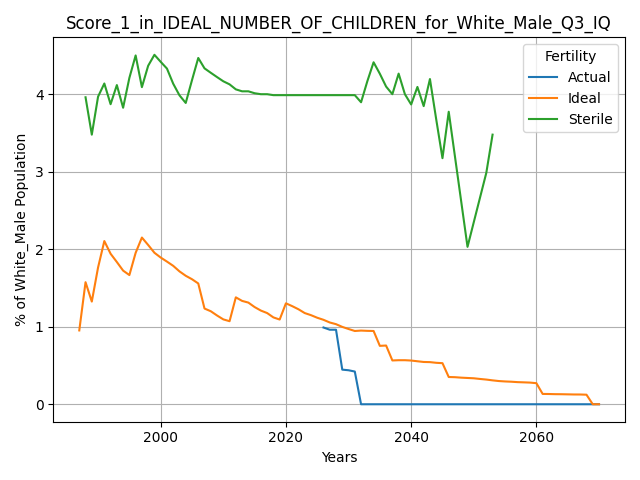 Score_1_in_IDEAL_NUMBER_OF_CHILDREN_for_White_Male_Q3_IQ
Fertility
Actual
Ideal
Sterile
% of White_Male Population
4
3
2
1
0
2000
2020
2040
2060
Years